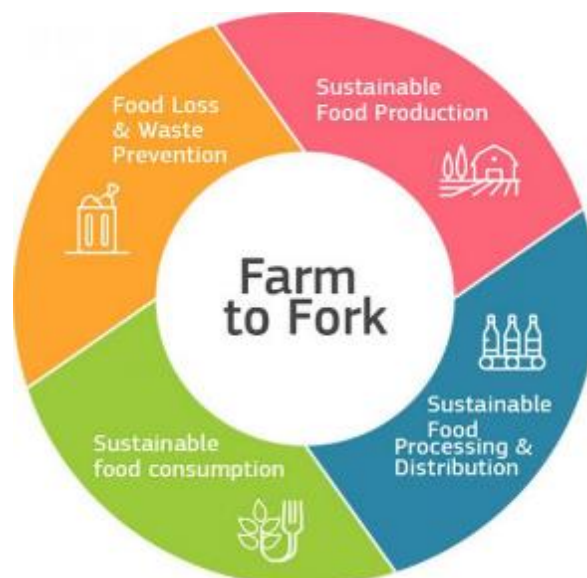 Food Loss
& Waste
Prevention
Sustainable
Food Production
Farm
to Fork
Sustainable
Food
Processing &
Distribution
Sustainable
food consumption